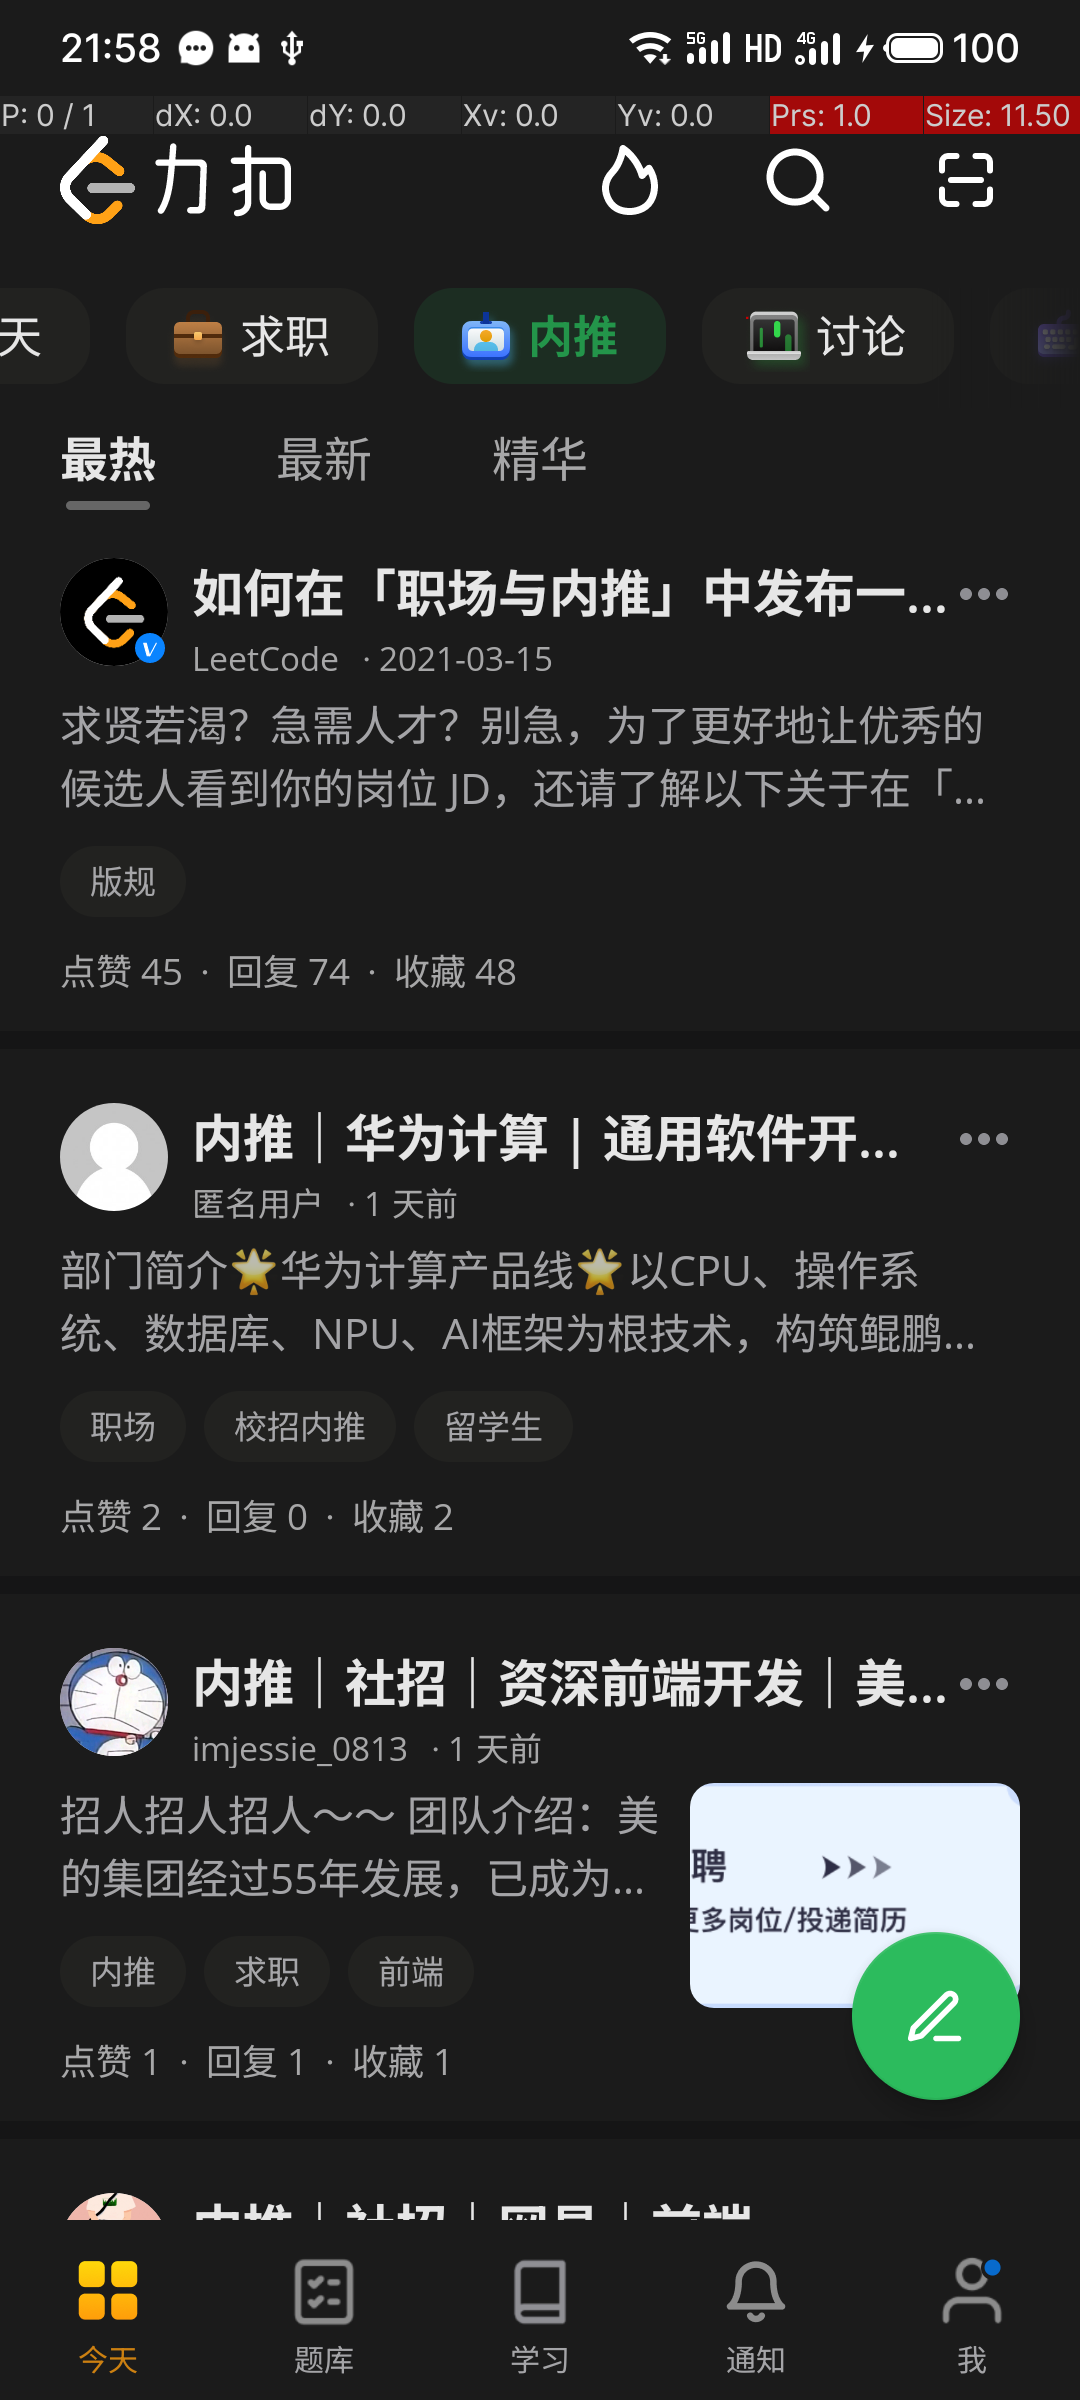 21:58 5G HD 4G 100
P: 0 / 1 dX: 0.0 dY: 0.0 Xv: 0.0 Yv: 0.0 Prs: 1.0 Size: 11.50
力扣
天 求职 内推 讨论
最热 最新 精华
如何在「职场与内推」中发布一...
LeetCode · 2021-03-15
求贤若渴？急需人才？别急，为了更好地让优秀的
候选人看到你的岗位 JD，还请了解以下关于在「...
版规
点赞 45 · 回复 74 · 收藏 48
内推｜华为计算 | 通用软件开...
匿名用户 · 1 天前
部门简介🌟华为计算产品线🌟以CPU、操作系
统、数据库、NPU、AI框架为根技术，构筑鲲鹏...
职场 校招内推 留学生
点赞 2 · 回复 0 · 收藏 2
内推｜社招｜资深前端开发｜美...
imjessie_0813 · 1 天前
招人招人招人～～ 团队介绍：美
的集团经过55年发展，已成为...
聘
更多岗位/投递简历
内推 求职 前端
点赞 1 · 回复 1 · 收藏 1
内推｜社招｜网易｜前端
今天 题库 学习 通知 我